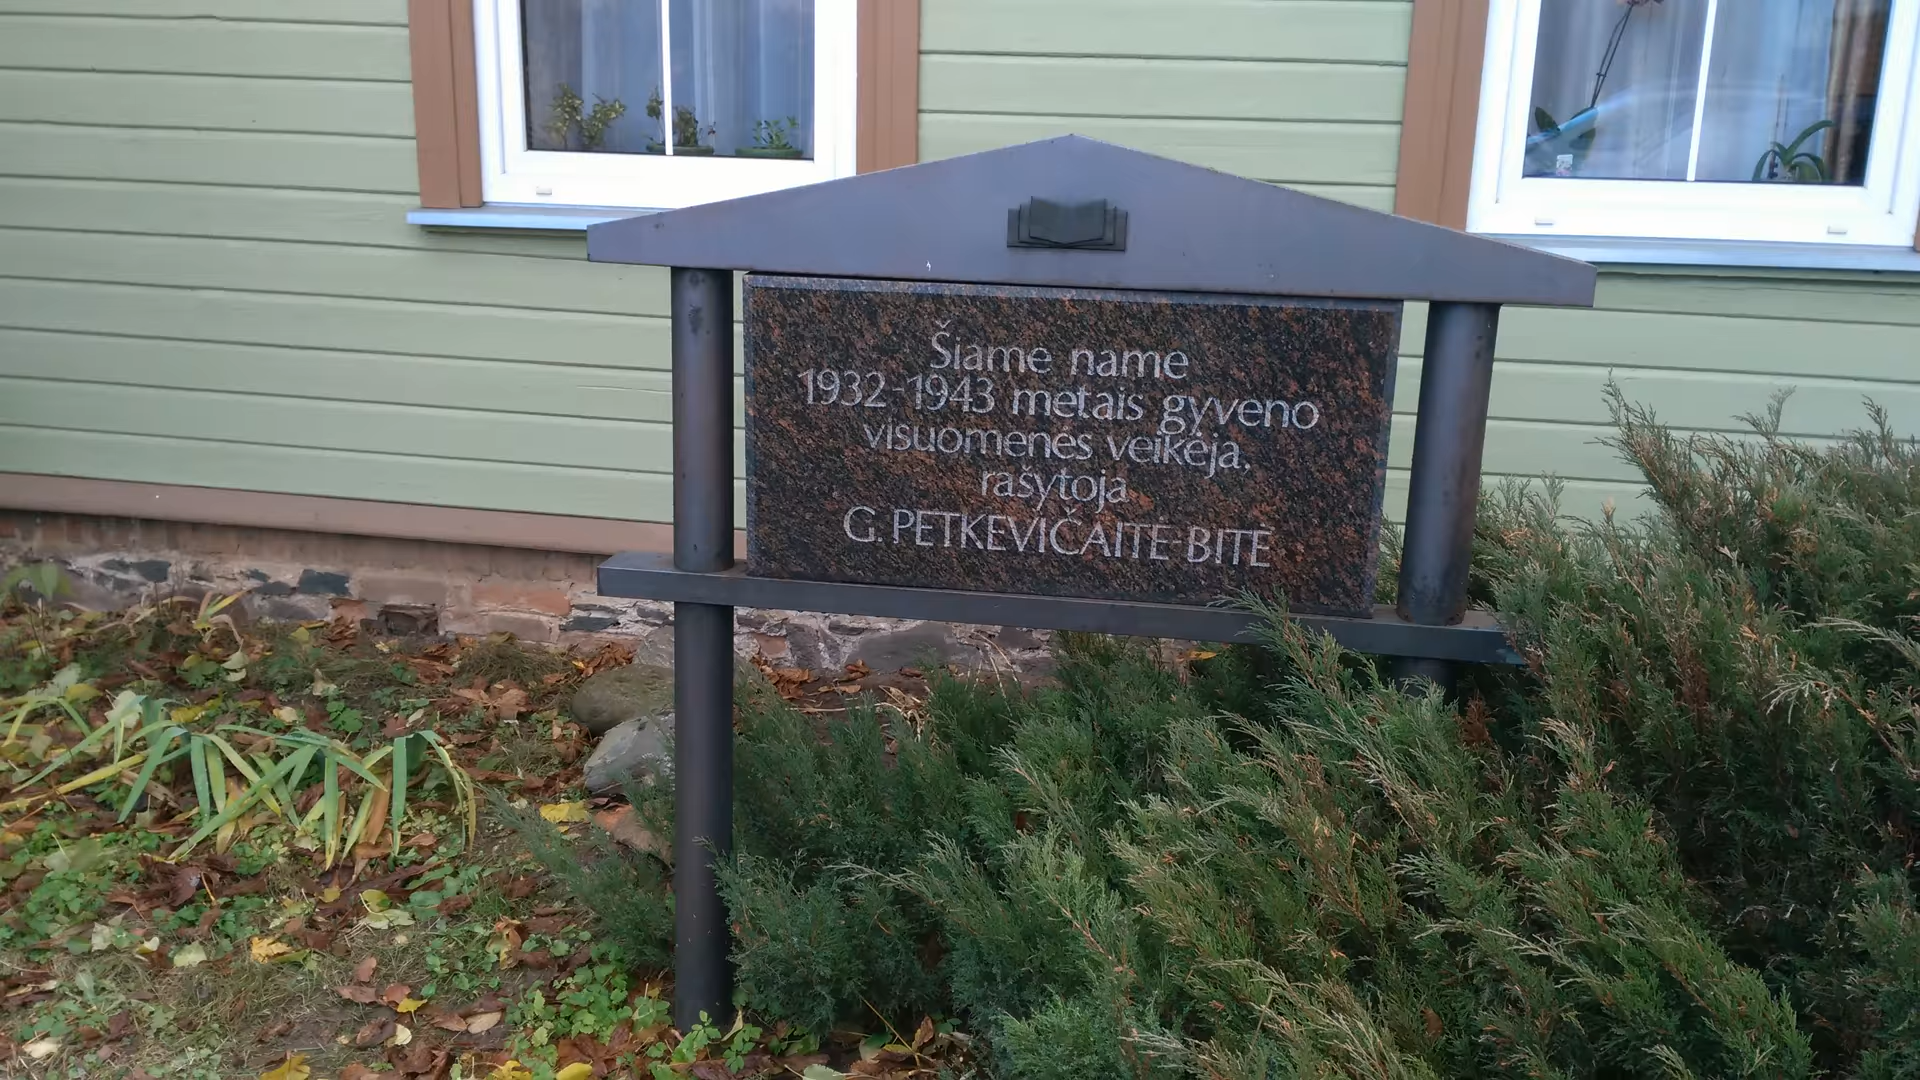 Šiame name
1932-1943 metais gyveno
visuomenės veikėja,
rašytoja
G. PETKEVIČAITĖ-BITĖ